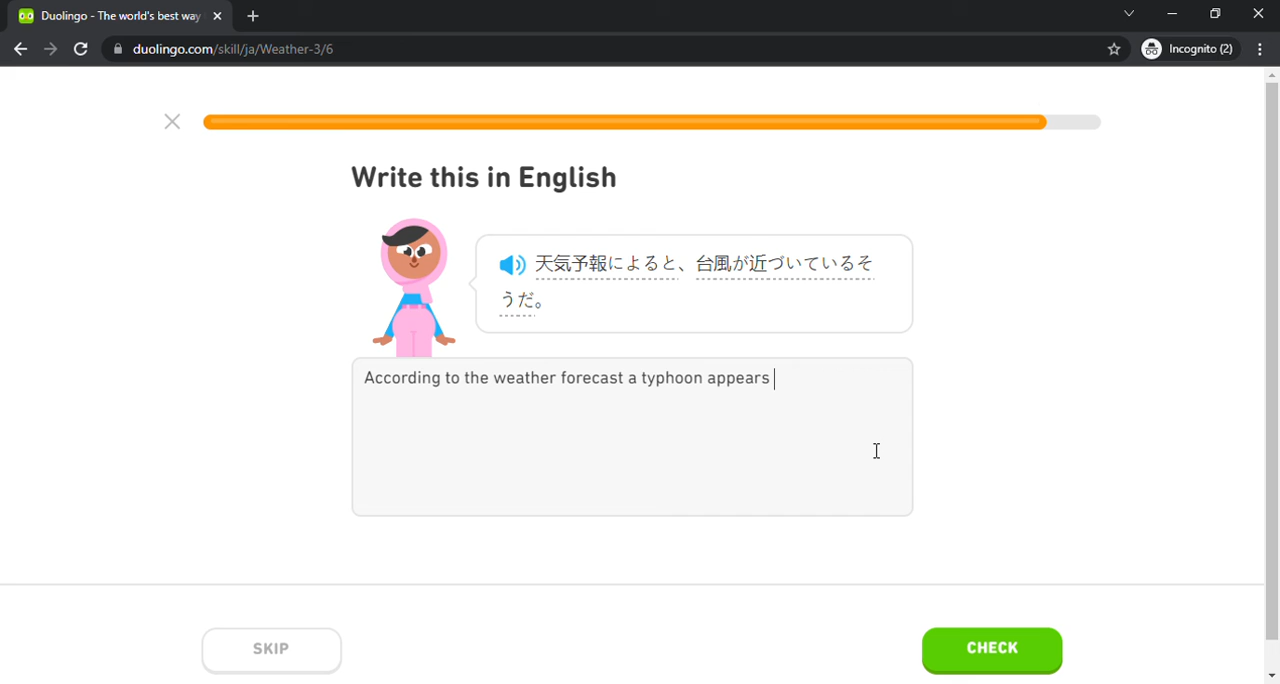 Duolingo - The world's best way
duolingo.com/skill/ja/Weather-3/6
Incognito (2)
Write this in English
天気予報によると、台風が近づいているそ
うだ。
According to the weather forecast a typhoon appears
SKIP
CHECK